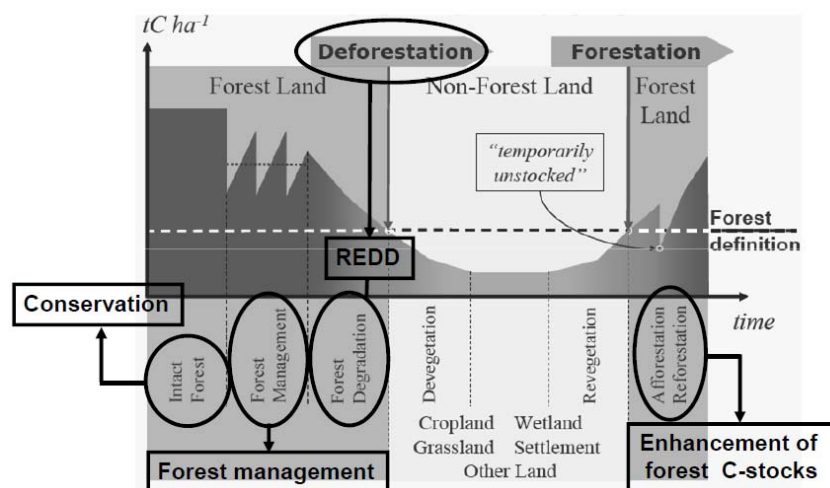 tC ha⁻¹
Deforestation
Forestation
Forest Land
Non-Forest Land
Forest
Land
"temporarily
unstocked"
Forest
definition
REDD
Conservation
time
Intact
Forest
Forest
Management
Forest
Degradation
Devegetation
Revegetation
Afforestation
Reforestation
Cropland
Wetland
Grassland
Settlement
Other Land
Forest management
Enhancement of
forest C-stocks